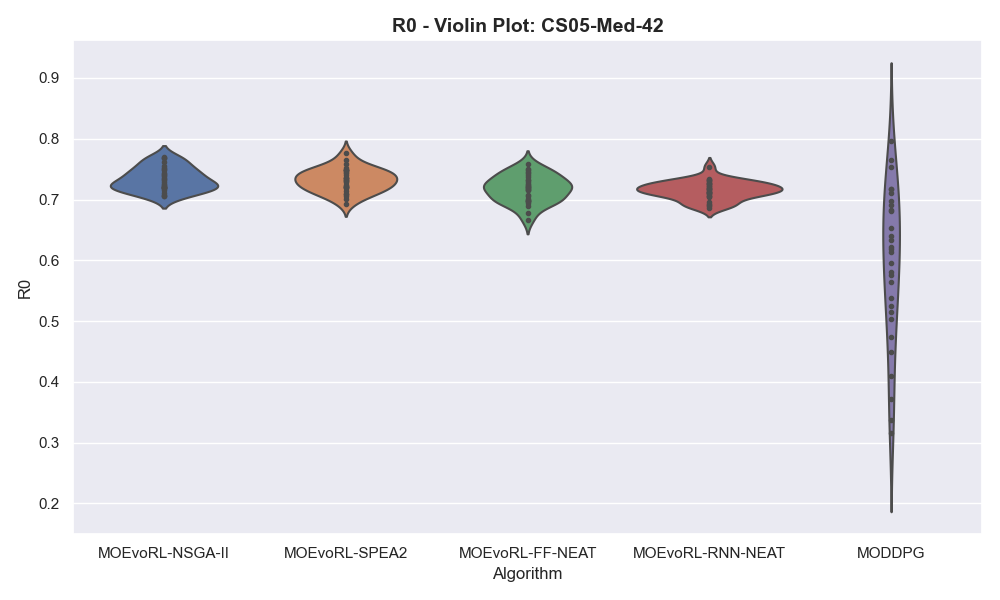 R0 - Violin Plot: CS05-Med-42
R0
0.9
0.8
0.7
0.6
0.5
0.4
0.3
0.2
MOEvoRL-NSGA-II
MOEvoRL-SPEA2
MOEvoRL-FF-NEAT
MOEvoRL-RNN-NEAT
MODDPG
Algorithm